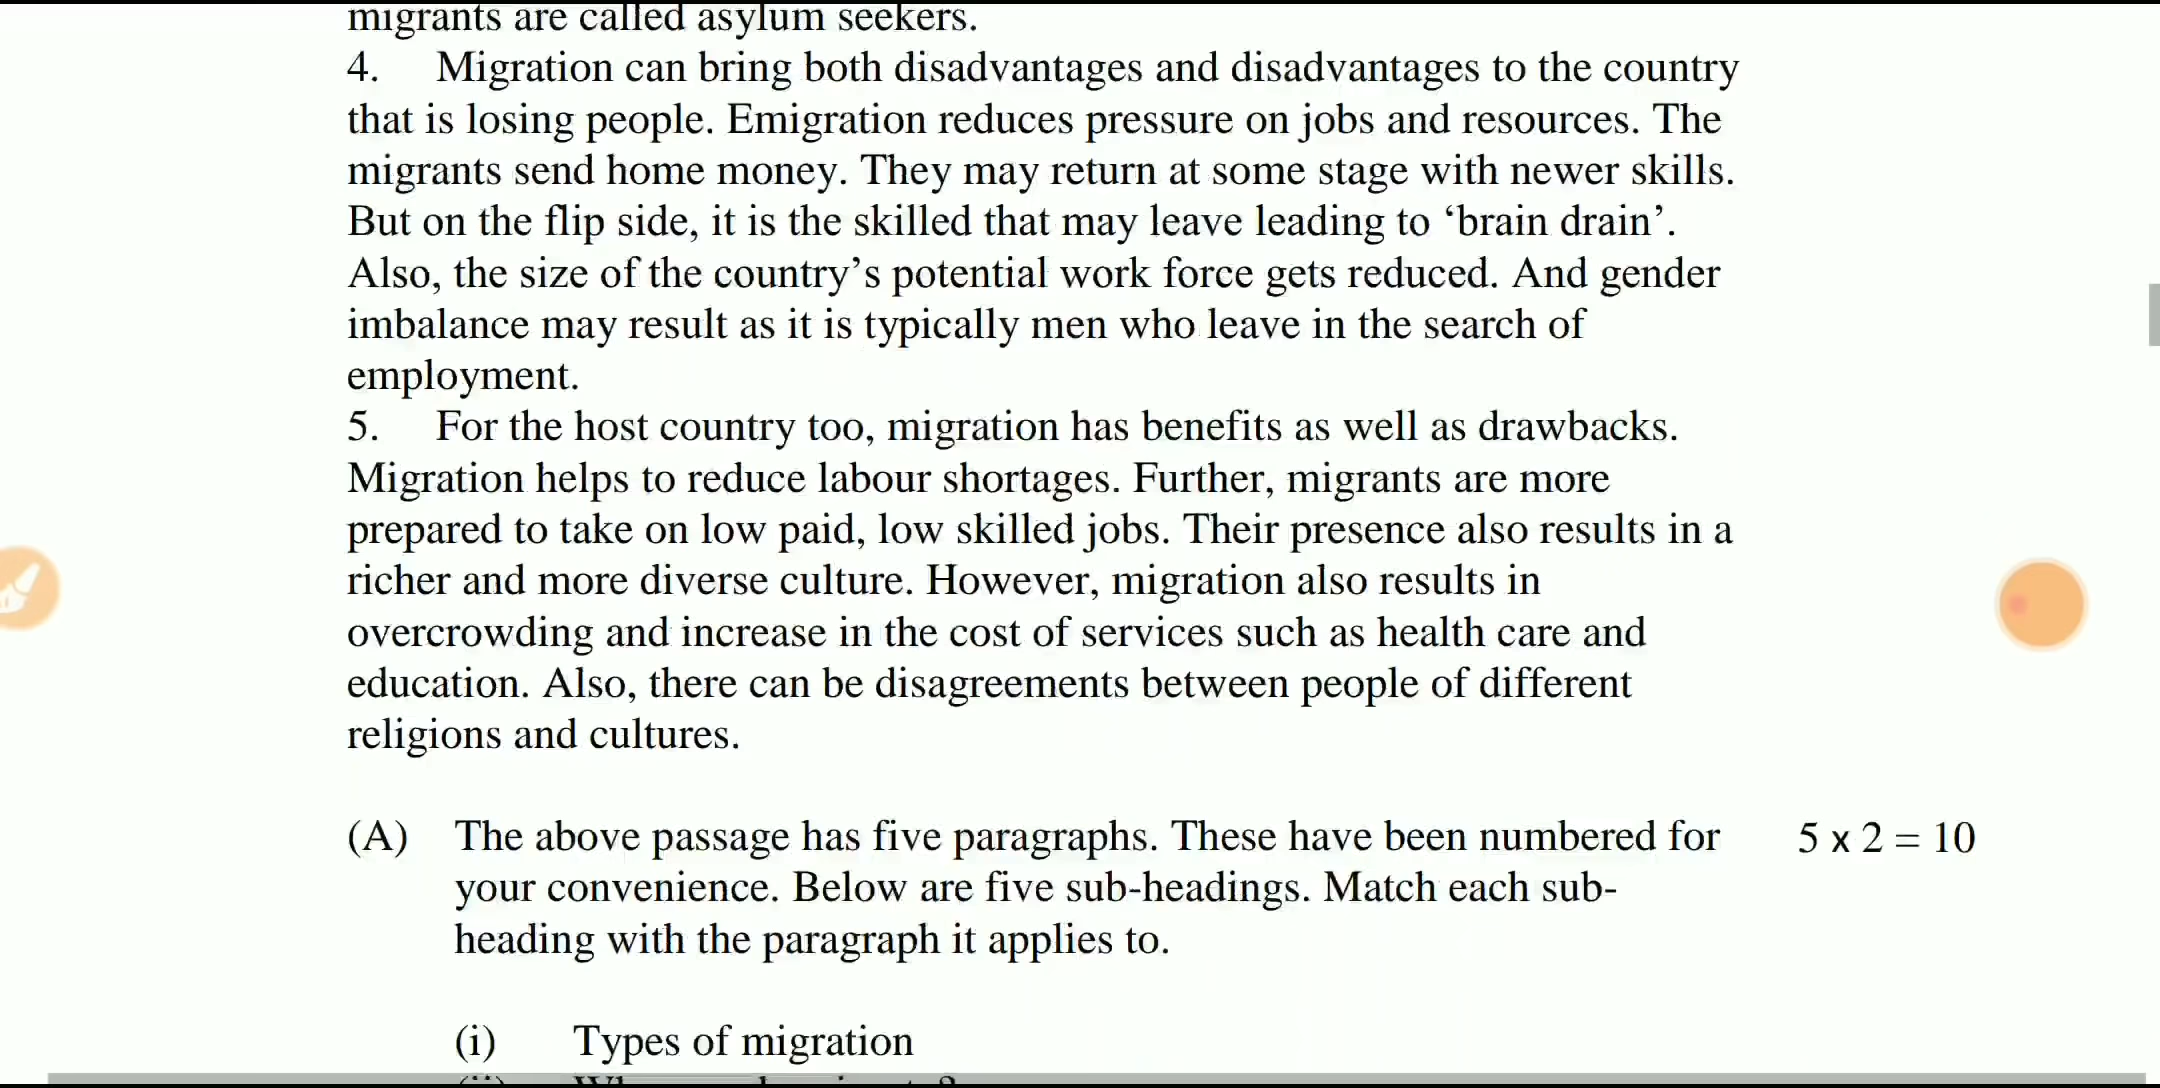 migrants are called asylum seekers.
4. Migration can bring both disadvantages and disadvantages to the country
that is losing people. Emigration reduces pressure on jobs and resources. The
migrants send home money. They may return at some stage with newer skills.
But on the flip side, it is the skilled that may leave leading to ‘brain drain’.
Also, the size of the country’s potential work force gets reduced. And gender
imbalance may result as it is typically men who leave in the search of
employment.
5. For the host country too, migration has benefits as well as drawbacks.
Migration helps to reduce labour shortages. Further, migrants are more
prepared to take on low paid, low skilled jobs. Their presence also results in a
richer and more diverse culture. However, migration also results in
overcrowding and increase in the cost of services such as health care and
education. Also, there can be disagreements between people of different
religions and cultures.
(A) The above passage has five paragraphs. These have been numbered for 5 x 2 = 10
your convenience. Below are five sub-headings. Match each sub-
heading with the paragraph it applies to.
(i) Types of migration